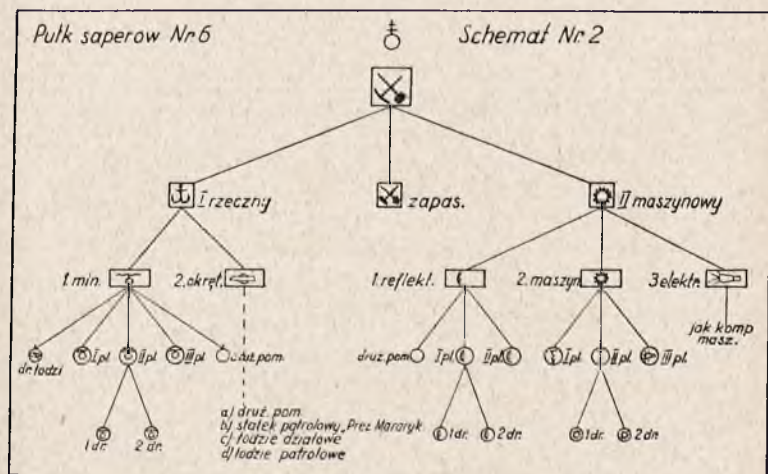 Pułk saperow Nr 6
Schemat Nr 2
I rzeczny
zapas.
II maszynowy
1. min.
2. okręt.
1. reflekt.
2. maszyn
3 elektr.
jak komp
masz.
dr. łodzi
I pl.
II pl.
III pl.
druż. pom.
druż. pom
I pl.
II pl.
I pl.
II pl.
III pl.
1 dr.
2 dr.
a) druż. pom.
b) statek patrolowy „Prez Mararyk
c) łodzie działowe
d) łodzie patrolowe
1 dr.
2 dr.
1 dr.
2 dr.